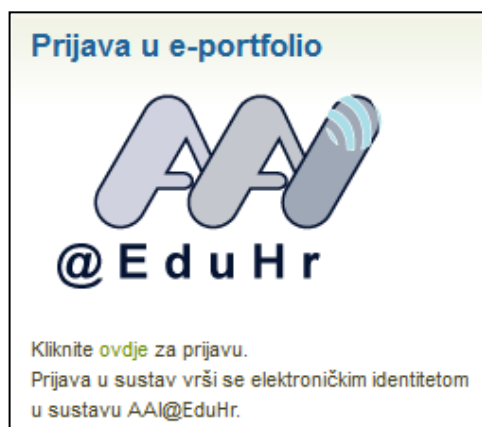 Prijava u e-portfolio
AAI
@EduHr
Kliknite ovdje za prijavu.
Prijava u sustav vrši se elektroničkim identitetom
u sustavu AAI@EduHr.